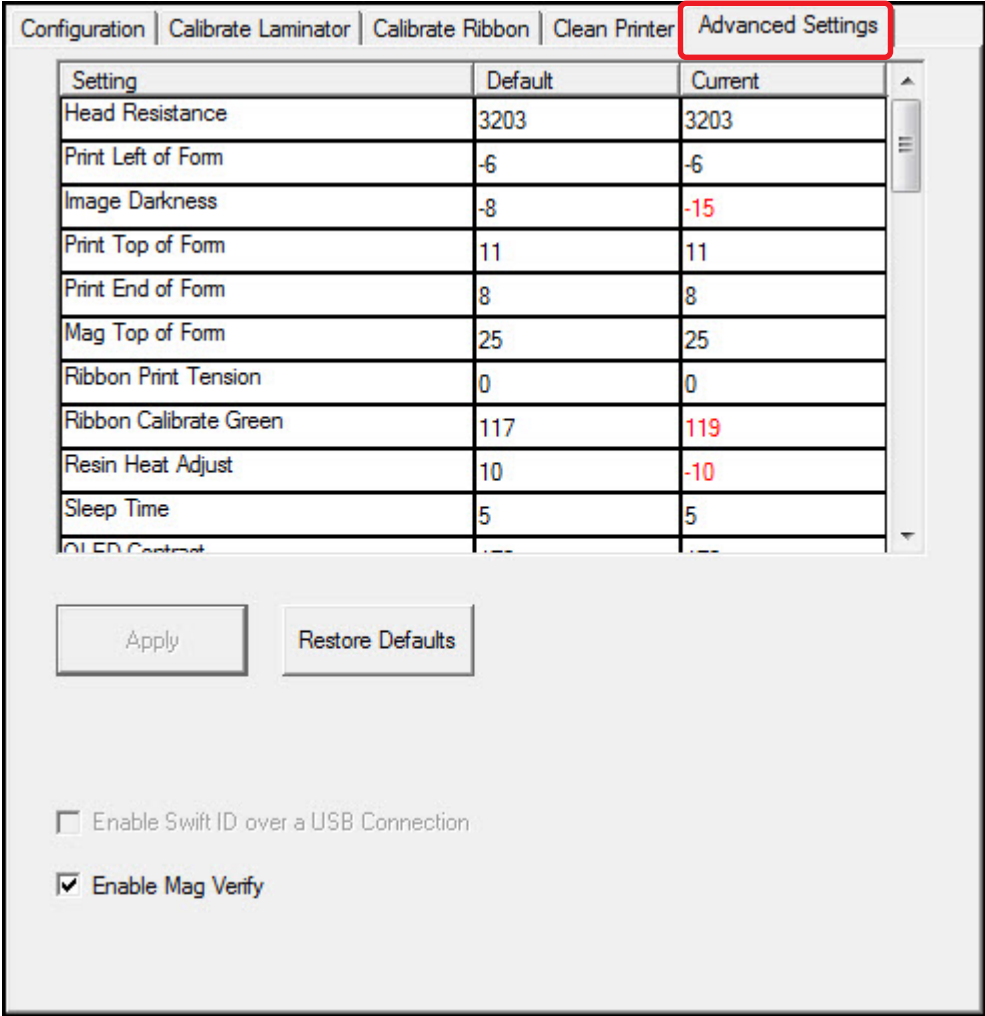 Configuration Calibrate Laminator Calibrate Ribbon Clean Printer Advanced Settings
Setting Default Current
Head Resistance 3203 3203
Print Left of Form -6 -6
Image Darkness -8 -15
Print Top of Form 11 11
Print End of Form 8 8
Mag Top of Form 25 25
Ribbon Print Tension 0 0
Ribbon Calibrate Green 117 119
Resin Heat Adjust 10 -10
Sleep Time 5 5
OLED Contrast
Apply Restore Defaults
Enable Swift ID over a USB Connection
Enable Mag Verify